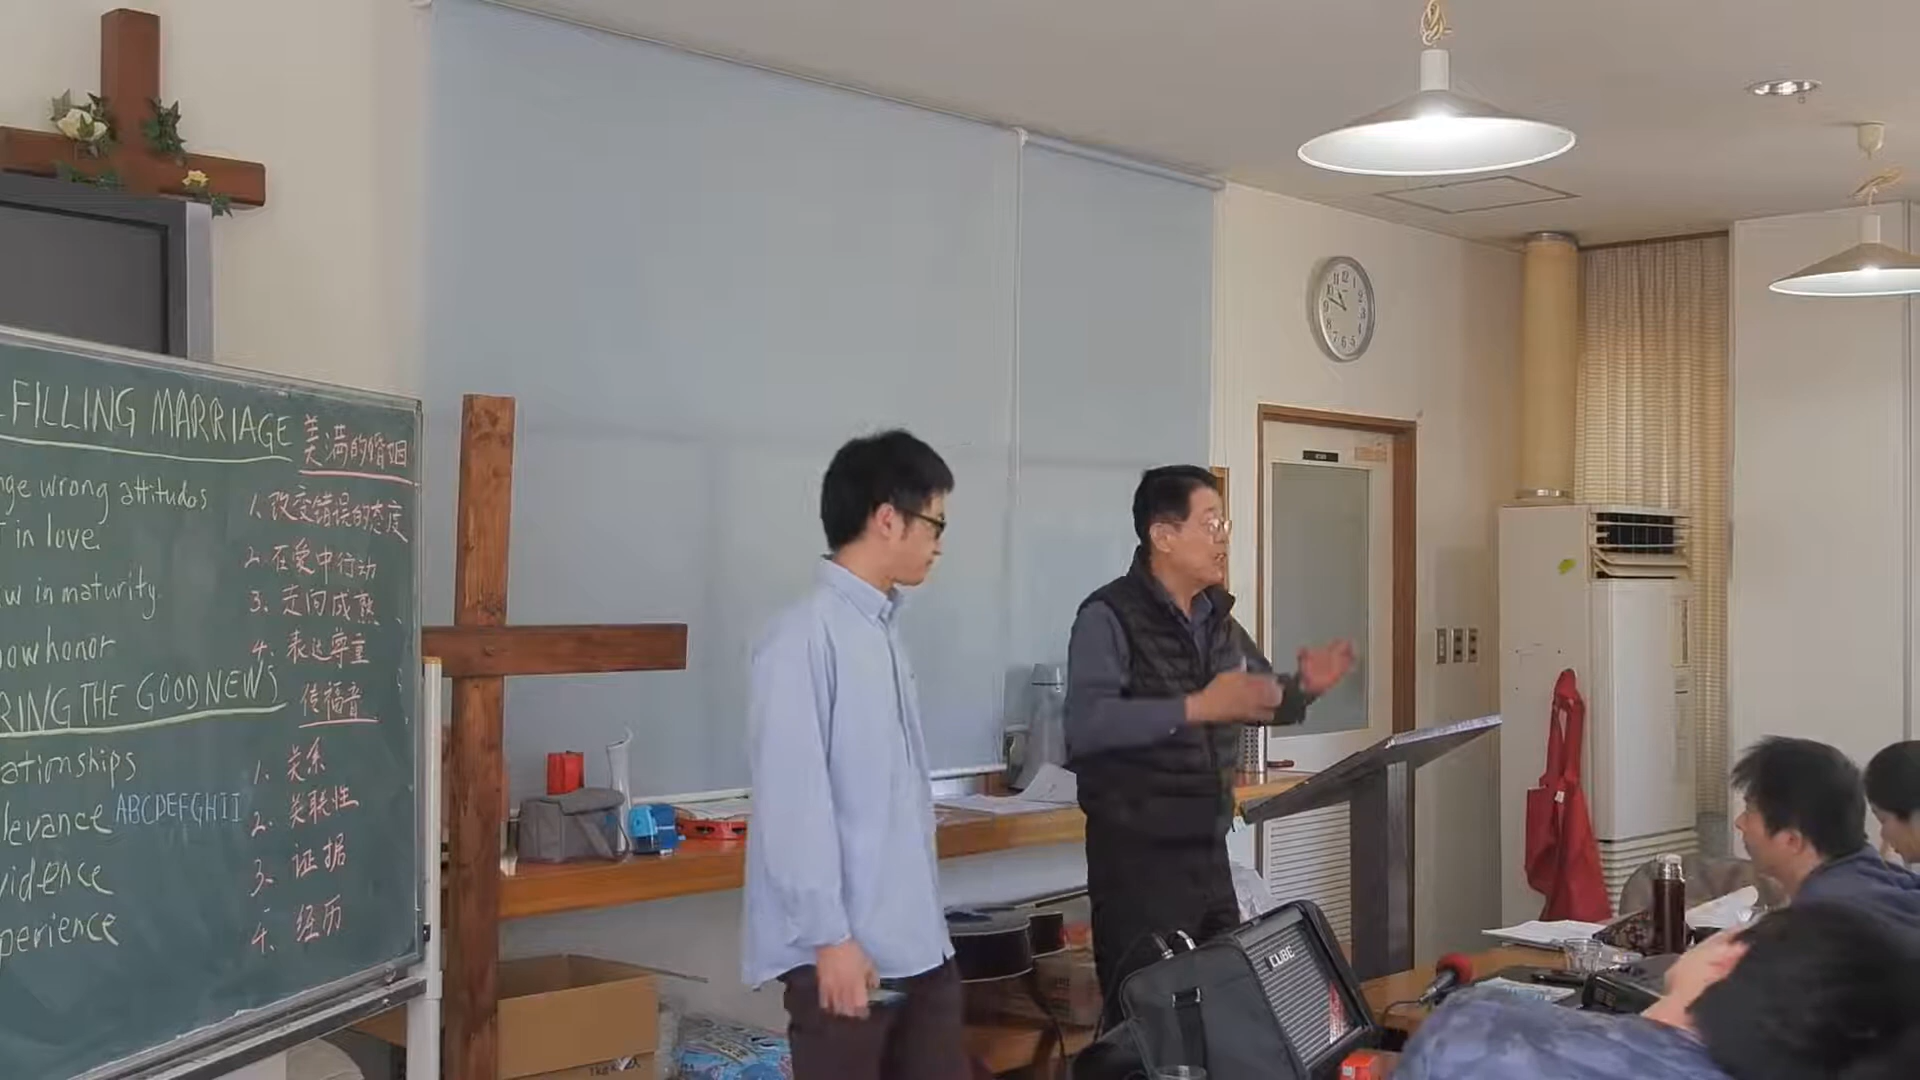 FILLING MARRIAGE 美满的婚姻
nge wrong attitudes
1. 改变错误的态度
in love.
2. 在爱中行动
w in maturity.
3. 走向成熟
ow honor
4. 表达尊重
RING THE GOOD NEWS 传福音
ationships
1. 关系
levance ABCDEFGHII
2. 关联性
vidence
3. 证据
perience
4. 经历
CUBE